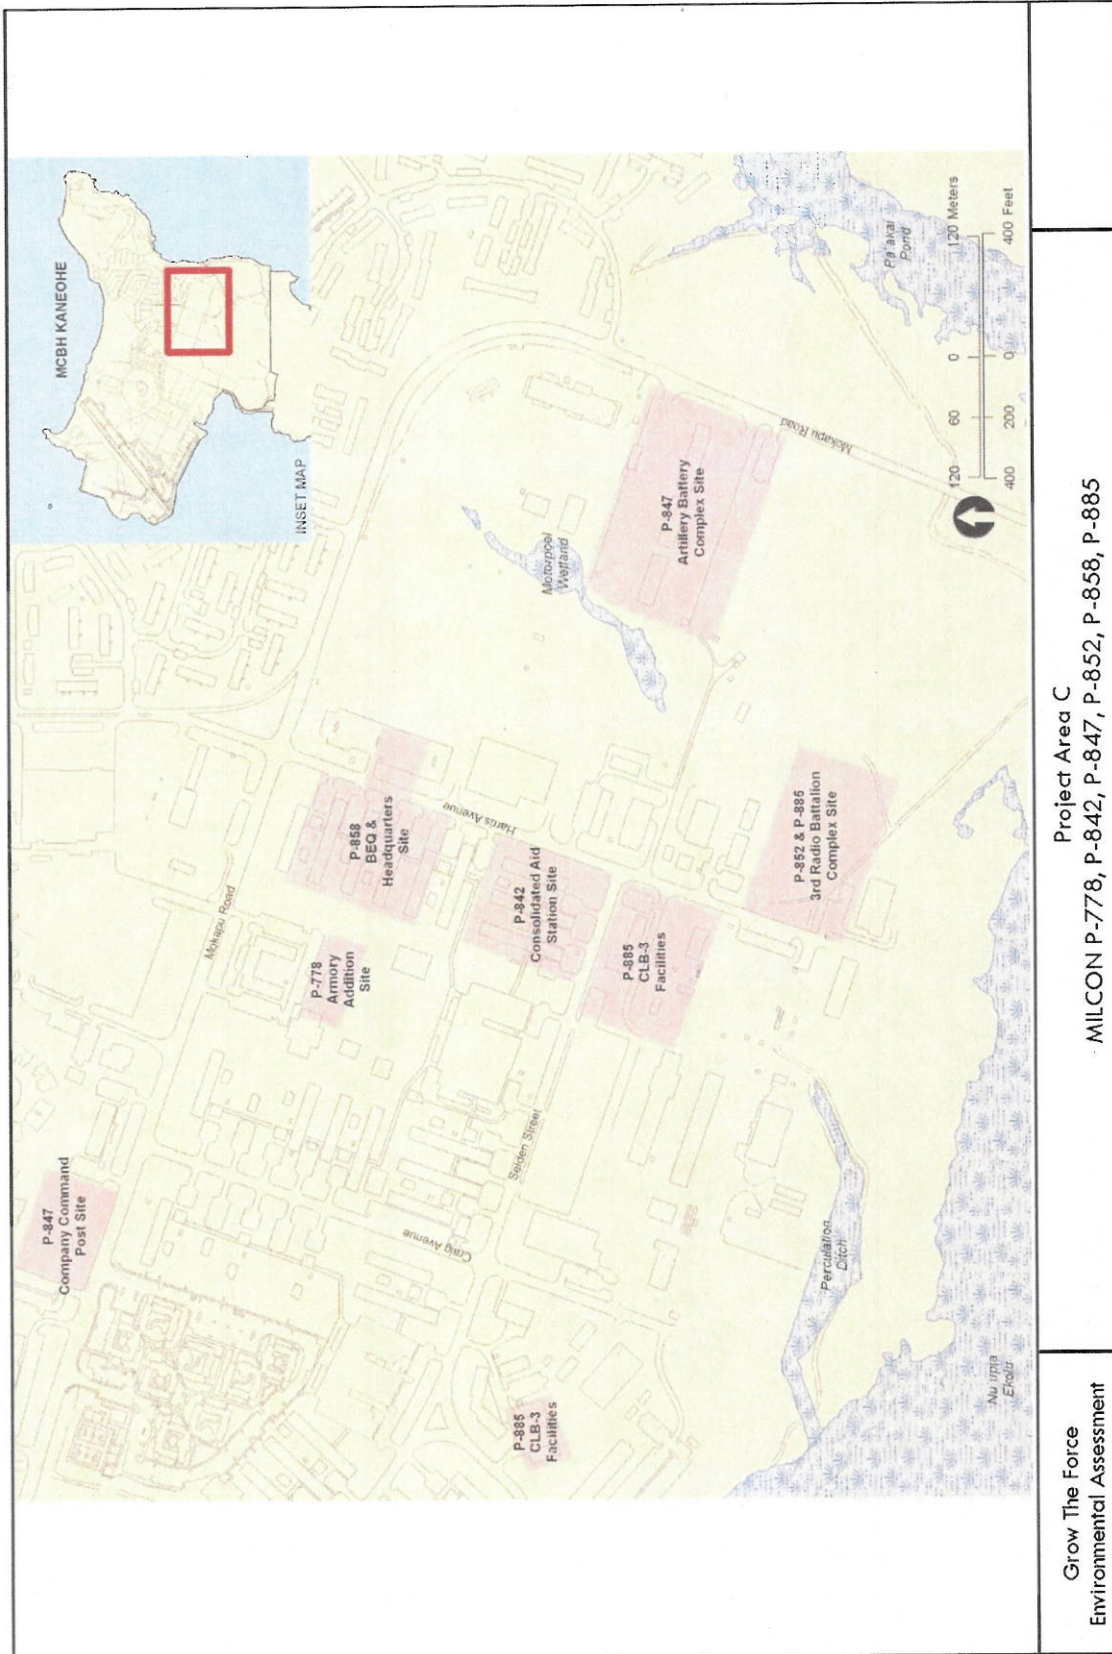 MCBH KANEOHE
INSET MAP
P-847
Company Command
Post Site
Mokapu Road
P-778
Armory
Addition
Site
P-858
BEQ &
Headquarters
Site
Harris Avenue
P-842
Consolidated Aid
Station Site
Craig Avenue
Selden Street
P-885
CLB-3
Facilities
P-885
CLB-3
Facilities
Motorpool
Wetland
P-847
Artillery Battery
Complex Site
Mokapu Road
P-852 & P-885
3rd Radio Battalion
Complex Site
Perculation
Ditch
Nu'upia
Ekolu
Pa'akai
Pond
120 60 0 120 Meters
400 200 0 400 Feet
Grow The Force
Environmental Assessment
Project Area C
MILCON P-778, P-842, P-847, P-852, P-858, P-885